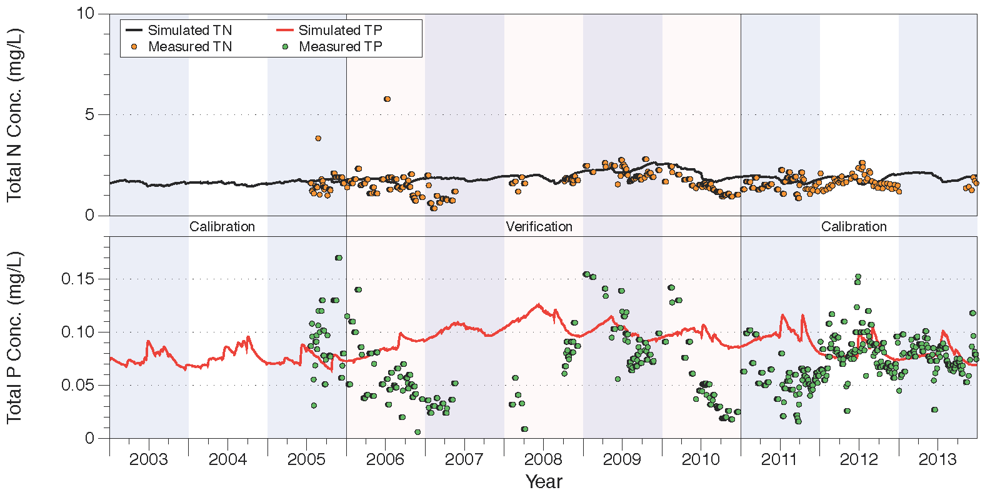 Total N Conc. (mg/L)
10
5
0
Simulated TN
Simulated TP
Measured TN
Measured TP
Calibration
Verification
Calibration
Total P Conc. (mg/L)
0.15
0.10
0.05
0
2003 2004 2005 2006 2007 2008 2009 2010 2011 2012 2013
Year